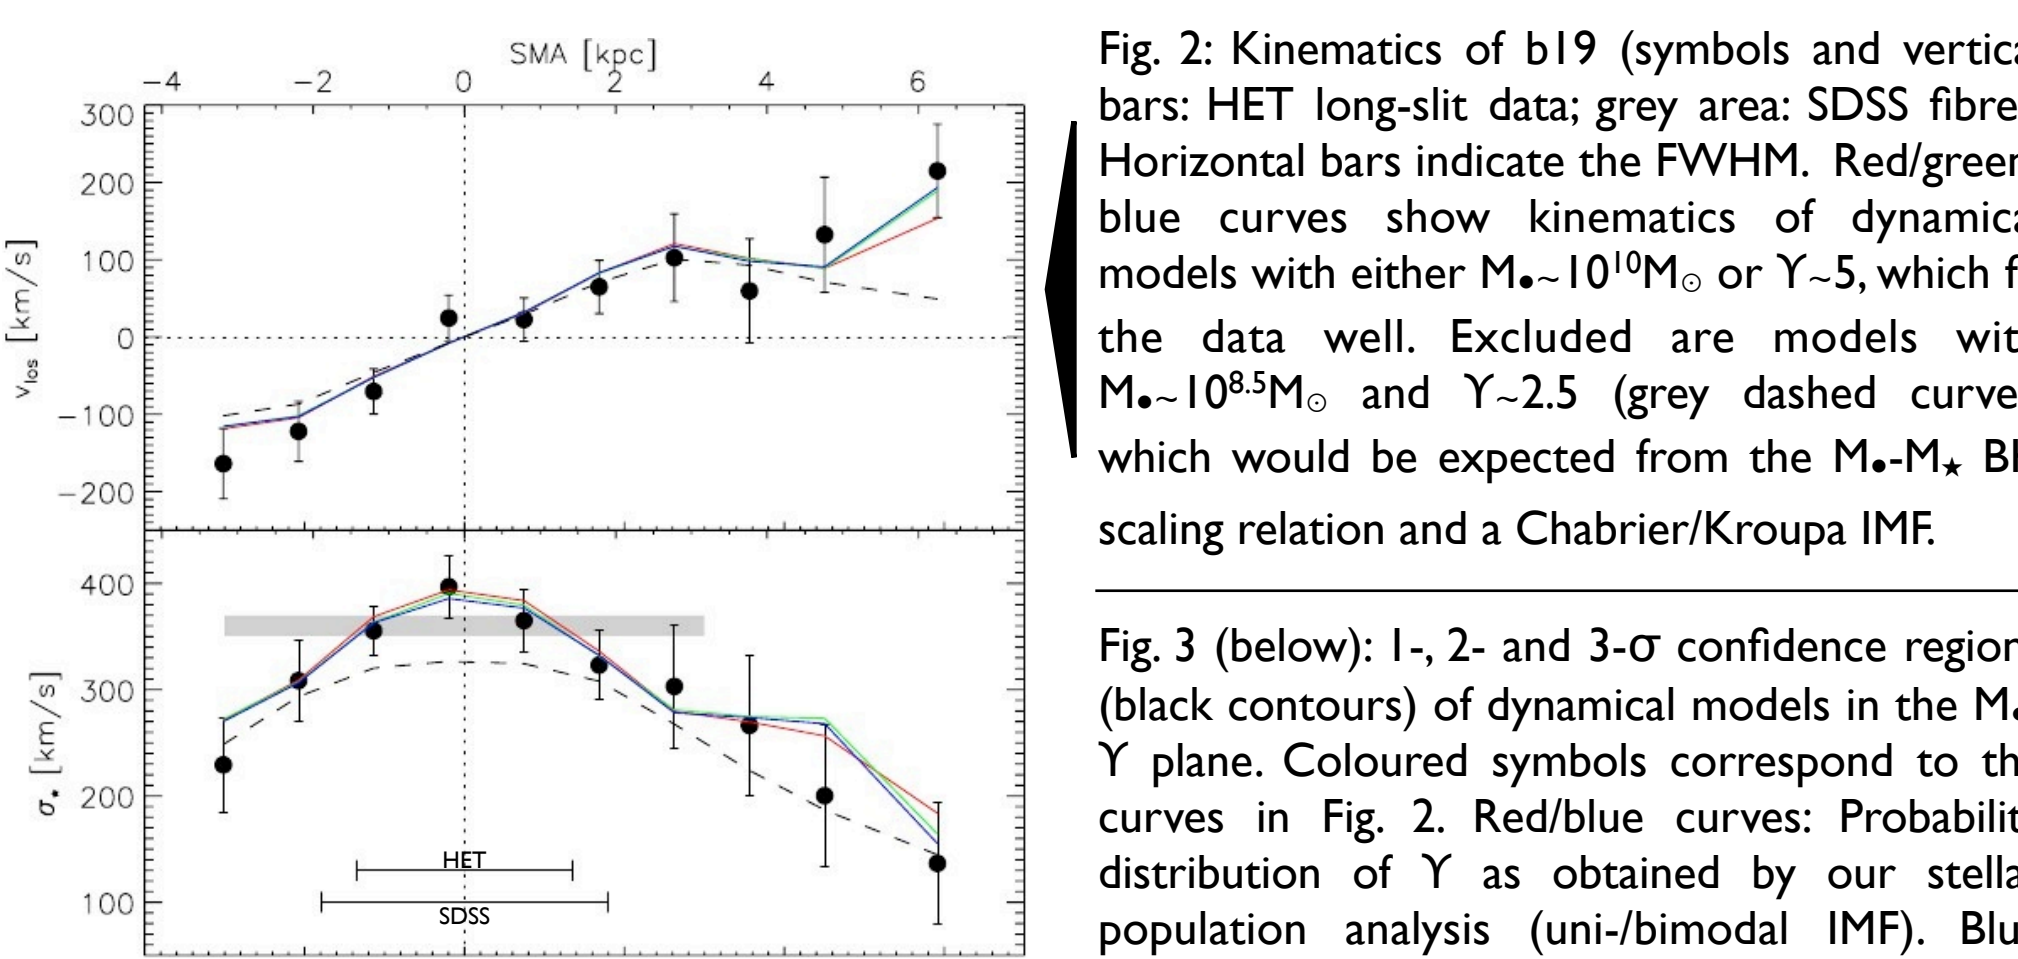 SMA [kpc]
−4 −2 0 2 4 6
300
200
100
0
−100
−200
v_los [km/s]
400
300
200
100
σ⋆ [km/s]
HET
SDSS
Fig. 2: Kinematics of b19 (symbols and vertica
bars: HET long-slit data; grey area: SDSS fibre
Horizontal bars indicate the FWHM. Red/green
blue curves show kinematics of dynamica
models with either M•~10¹⁰M⊙ or ϒ~5, which f
the data well. Excluded are models wit
M•~10⁸·⁵M⊙ and ϒ~2.5 (grey dashed curve
which would be expected from the M•-M★ B
scaling relation and a Chabrier/Kroupa IMF.
Fig. 3 (below): 1-, 2- and 3-σ confidence region
(black contours) of dynamical models in the M•
ϒ plane. Coloured symbols correspond to th
curves in Fig. 2. Red/blue curves: Probabilit
distribution of ϒ as obtained by our stella
population analysis (uni-/bimodal IMF). Blu